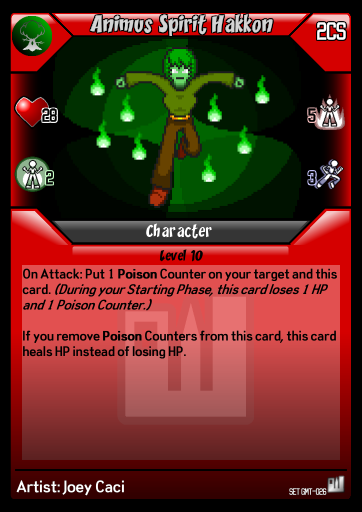 Animus Spirit Hakkon
2CS
28
5
2
3
Character
Level 10
On Attack: Put 1 Poison Counter on your target and this
card. (During your Starting Phase, this card loses 1 HP
and 1 Poison Counter.)
If you remove Poison Counters from this card, this card
heals HP instead of losing HP.
Artist: Joey Caci
SET GMT-026